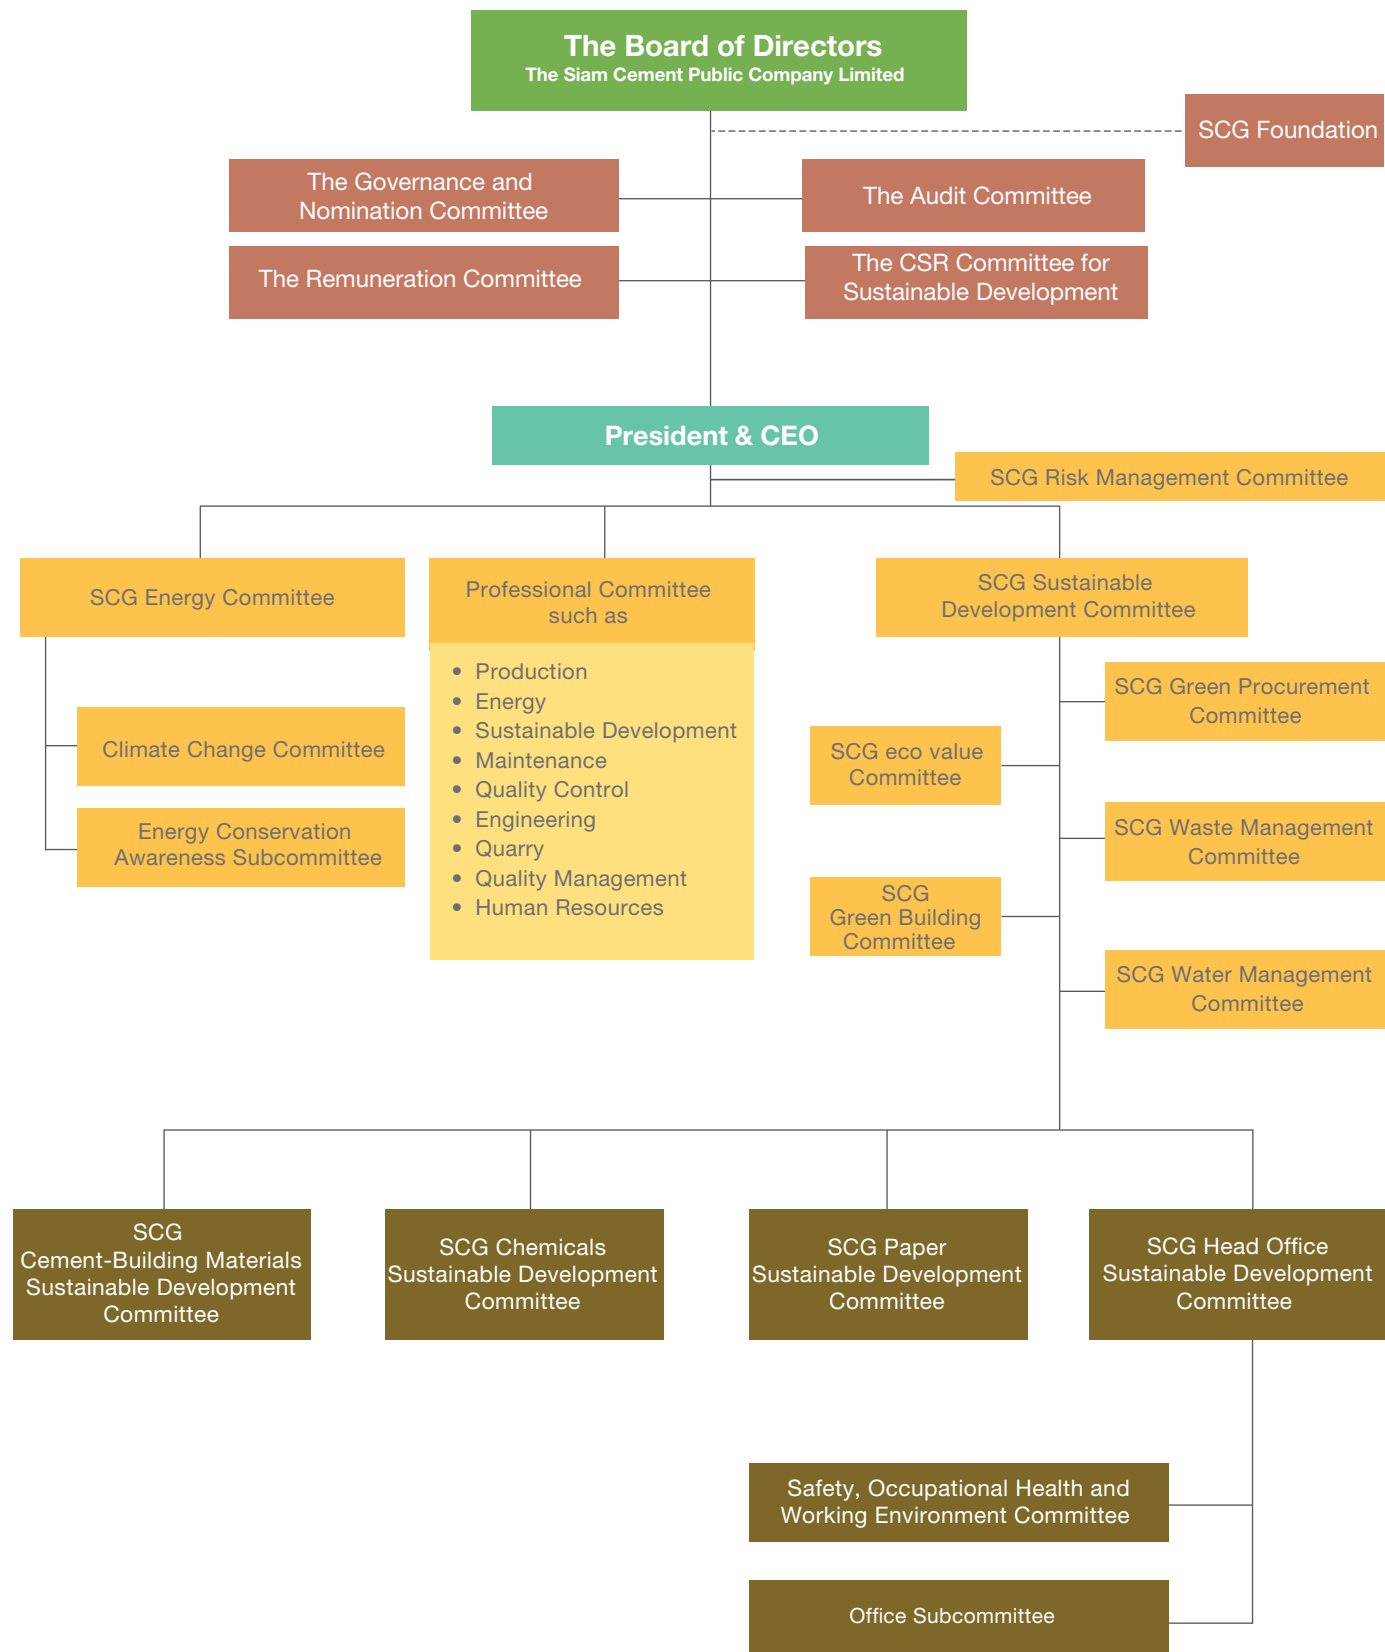 The Board of Directors
The Siam Cement Public Company Limited
SCG Foundation
The Governance and
Nomination Committee
The Audit Committee
The Remuneration Committee
The CSR Committee for
Sustainable Development
President & CEO
SCG Risk Management Committee
SCG Energy Committee
Professional Committee
such as
SCG Sustainable
Development Committee
• Production
• Energy
• Sustainable Development
• Maintenance
• Quality Control
• Engineering
• Quarry
• Quality Management
• Human Resources
Climate Change Committee
Energy Conservation
Awareness Subcommittee
SCG Green Procurement
Committee
SCG eco value
Committee
SCG Waste Management
Committee
SCG
Green Building
Committee
SCG Water Management
Committee
SCG
Cement-Building Materials
Sustainable Development
Committee
SCG Chemicals
Sustainable Development
Committee
SCG Paper
Sustainable Development
Committee
SCG Head Office
Sustainable Development
Committee
Safety, Occupational Health and
Working Environment Committee
Office Subcommittee